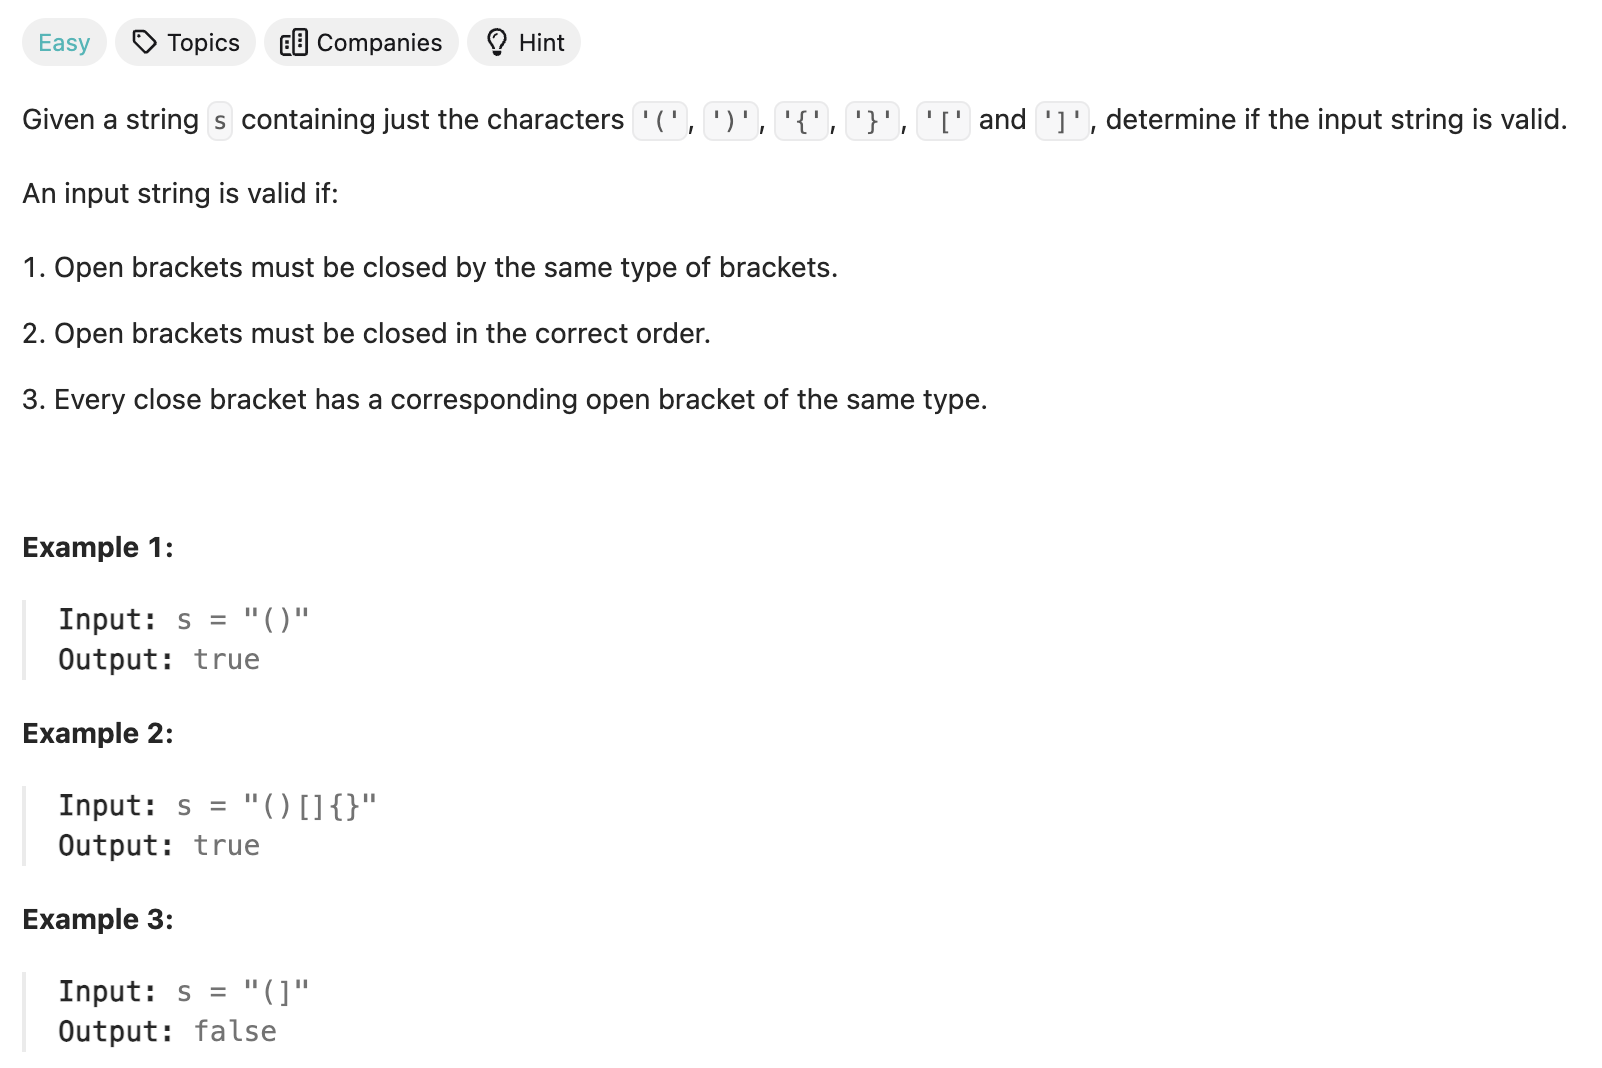 Easy Topics Companies Hint
Given a string s containing just the characters '(', ')', '{', '}', '[' and ']', determine if the input string is valid.
An input string is valid if:
1. Open brackets must be closed by the same type of brackets.
2. Open brackets must be closed in the correct order.
3. Every close bracket has a corresponding open bracket of the same type.
Example 1:
Input: s = "()"
Output: true
Example 2:
Input: s = "()[]{}"
Output: true
Example 3:
Input: s = "(]"
Output: false